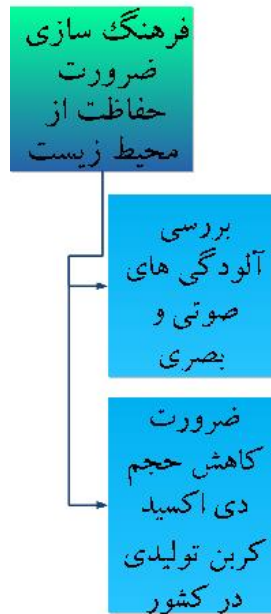 فرهنگ سازی
ضرورت
حفاظت از
محیط زیست
بررسی
آلودگی های
صوتی و
بصری
ضرورت
کاهش حجم
دی اکسید
کربن تولیدی
در کشور